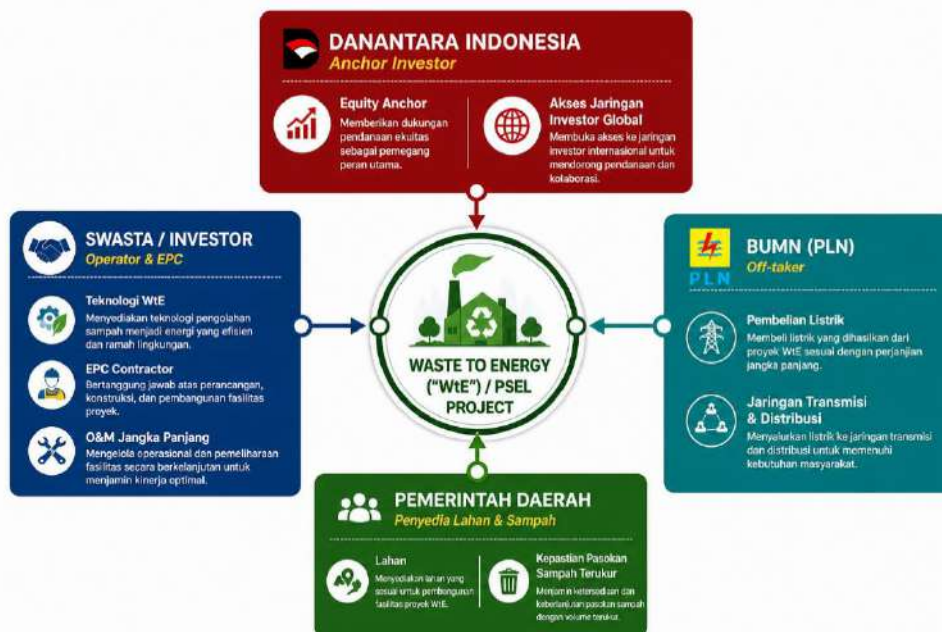 DANANTARA INDONESIA
Anchor Investor
Equity Anchor
Memberikan dukungan
pendanaan ekuitas
sebagai pemegang
peran utama.
Akses Jaringan
Investor Global
Membuka akses ke jaringan
investor internasional untuk
mendorong pendanaan dan
kolaborasi.
SWASTA / INVESTOR
Operator & EPC
Teknologi WtE
Menyediakan teknologi pengolahan
sampah menjadi energi yang efisien
dan ramah lingkungan.
EPC Contractor
Bertanggung jawab atas perancangan,
konstruksi, dan pembangunan fasilitas
proyek.
O&M Jangka Panjang
Mengelola operasional dan pemeliharaan
fasilitas secara berkelanjutan untuk
menjamin kinerja optimal.
WASTE TO ENERGY
("WtE") / PSEL
PROJECT
PLN
BUMN (PLN)
Off-taker
Pembelian Listrik
Membeli listrik yang dihasilkan dari
proyek WtE sesuai dengan perjanjian
jangka panjang.
Jaringan Transmisi
& Distribusi
Menyalurkan listrik ke jaringan transmisi
dan distribusi untuk memenuhi
kebutuhan masyarakat.
PEMERINTAH DAERAH
Penyedia Lahan & Sampah
Lahan
Menyediakan lahan yang
sesuai untuk pembangunan
fasilitas proyek WtE.
Kepastian Pasokan
Sampah Terukur
Menjamin ketersediaan dan
keberlanjutan pasokan sampah
dengan volume terukur.